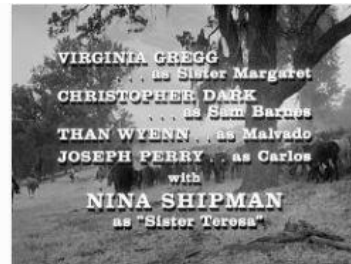 VIRGINIA GREGG
. . . as Sister Margaret
CHRISTOPHER DARK
. . . as Sam Barnes
THAN WYENN . . as Malvado
JOSEPH PERRY . . as Carlos
with
NINA SHIPMAN
as "Sister Teresa"